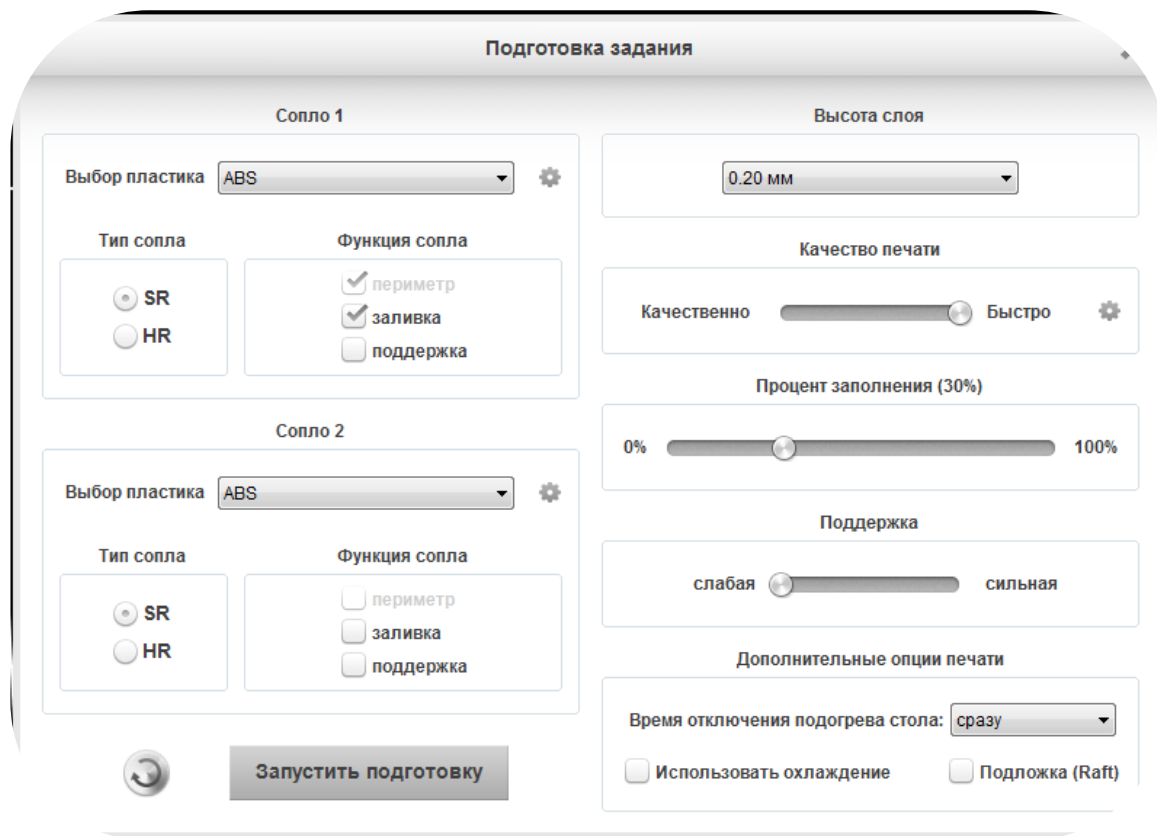 Подготовка задания
Сопло 1
Выбор пластика ABS
Тип сопла Функция сопла
SR
HR
периметр
заливка
поддержка
Сопло 2
Выбор пластика ABS
Тип сопла Функция сопла
SR
HR
периметр
заливка
поддержка
Запустить подготовку
Высота слоя
0.20 мм
Качество печати
Качественно Быстро
Процент заполнения (30%)
0% 100%
Поддержка
слабая сильная
Дополнительные опции печати
Время отключения подогрева стола: сразу
Использовать охлаждение Подложка (Raft)